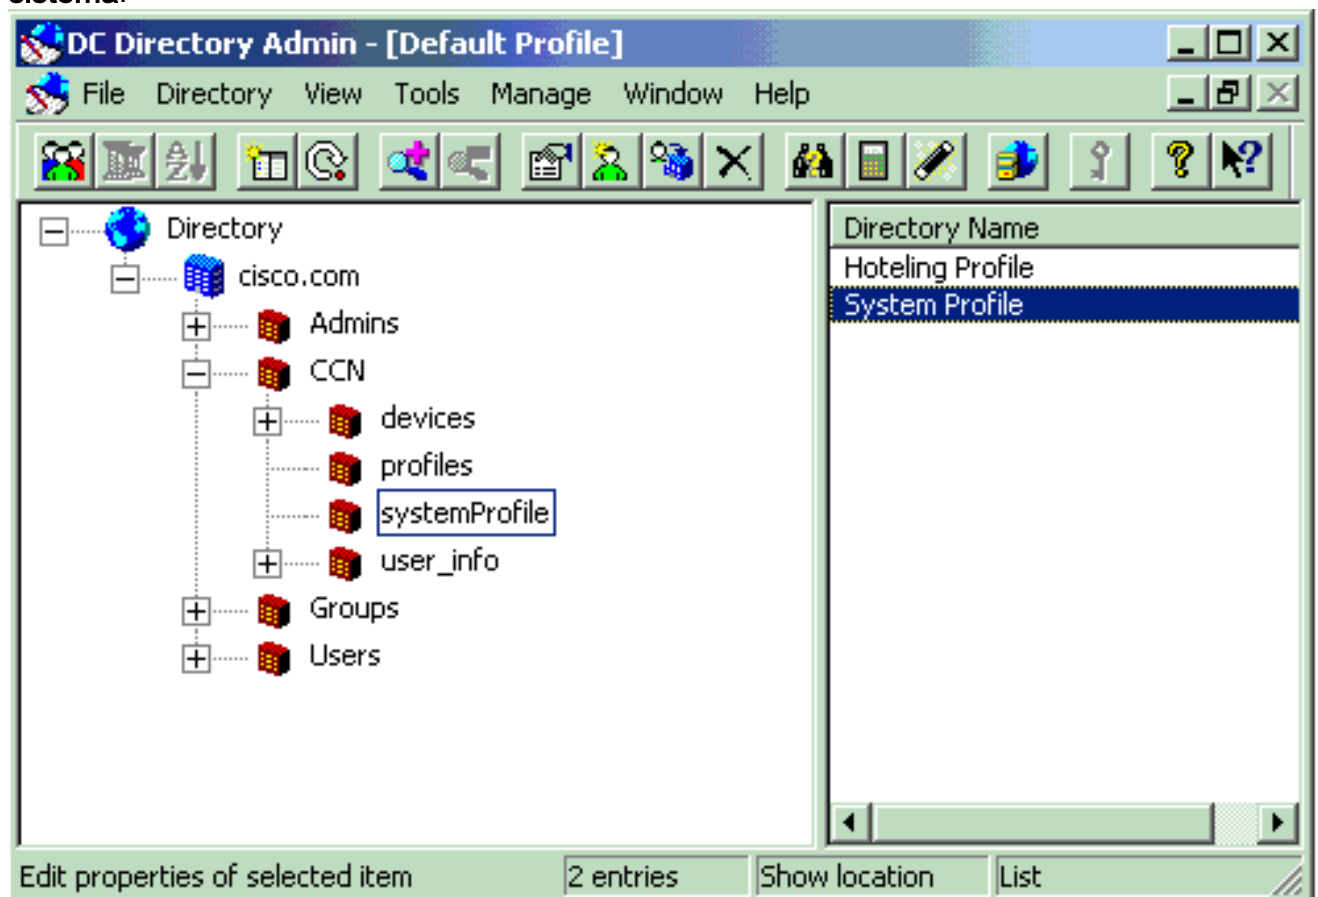 sistema.
DC Directory Admin - [Default Profile]
File Directory View Tools Manage Window Help
Directory
cisco.com
Admins
CCN
devices
profiles
systemProfile
user_info
Groups
Users
Directory Name
Hoteling Profile
System Profile
Edit properties of selected item 2 entries Show location List